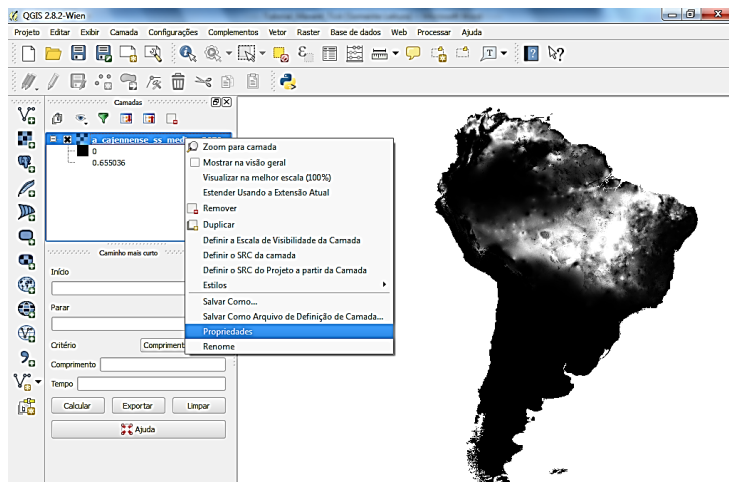 QGIS 2.8.2-Wien
Projeto Editar Exibir Camada Configurações Complementos Vetor Raster Base de dados Web Processar Ajuda
Camadas
a_cajennense_ss
0
0.655036
Zoom para camada
Mostrar na visão geral
Visualizar na melhor escala (100%)
Estender Usando a Extensão Atual
Remover
Duplicar
Definir a Escala de Visibilidade da Camada
Definir o SRC da camada
Definir o SRC do Projeto a partir da Camada
Estilos
Salvar Como...
Salvar Como Arquivo de Definição de Camada...
Propriedades
Renome
Caminho mais curto
Início
Parar
Critério Compriment
Comprimento
Tempo
Calcular Exportar Limpar
Ajuda